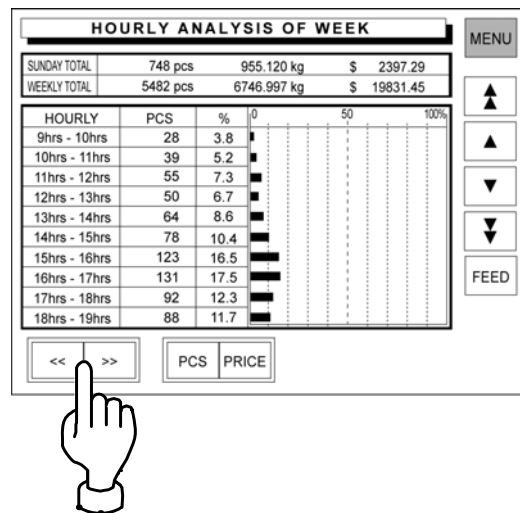 HOURLY ANALYSIS OF WEEK
MENU
SUNDAY TOTAL 748 pcs 955.120 kg $ 2397.29
WEEKLY TOTAL 5482 pcs 6746.997 kg $ 19831.45
HOURLY PCS % 0 50 100%
9hrs - 10hrs 28 3.8
10hrs - 11hrs 39 5.2
11hrs - 12hrs 55 7.3
12hrs - 13hrs 50 6.7
13hrs - 14hrs 64 8.6
14hrs - 15hrs 78 10.4
15hrs - 16hrs 123 16.5
16hrs - 17hrs 131 17.5
17hrs - 18hrs 92 12.3
18hrs - 19hrs 88 11.7
FEED
<< >> PCS PRICE